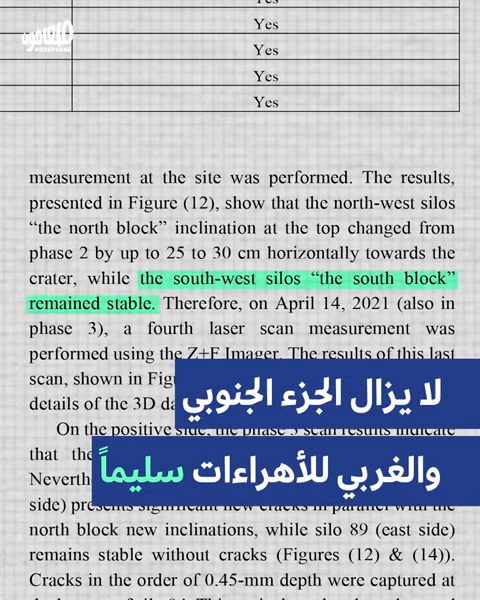 Yes
Yes
Yes
Yes
ميغافون
MEGAPHONE
measurement at the site was performed. The results,
presented in Figure (12), show that the north-west silos
“the north block” inclination at the top changed from
phase 2 by up to 25 to 30 cm horizontally towards the
crater, while the south-west silos “the south block”
remained stable. Therefore, on April 14, 2021 (also in
phase 3), a fourth laser scan measurement was
performed using the Z+F Imager. The results of this last
scan, shown in
details of the 3D
لا يزال الجزء الجنوبي
On the positive side, the phase 3 scan results indicate
that the
والغربي للأهراءات سليماً
side) presents significant new cracks in parallel with the
north block new inclinations, while silo 89 (east side)
remains stable without cracks (Figures (12) & (14)).
Cracks in the order of 0.45-mm depth were captured at